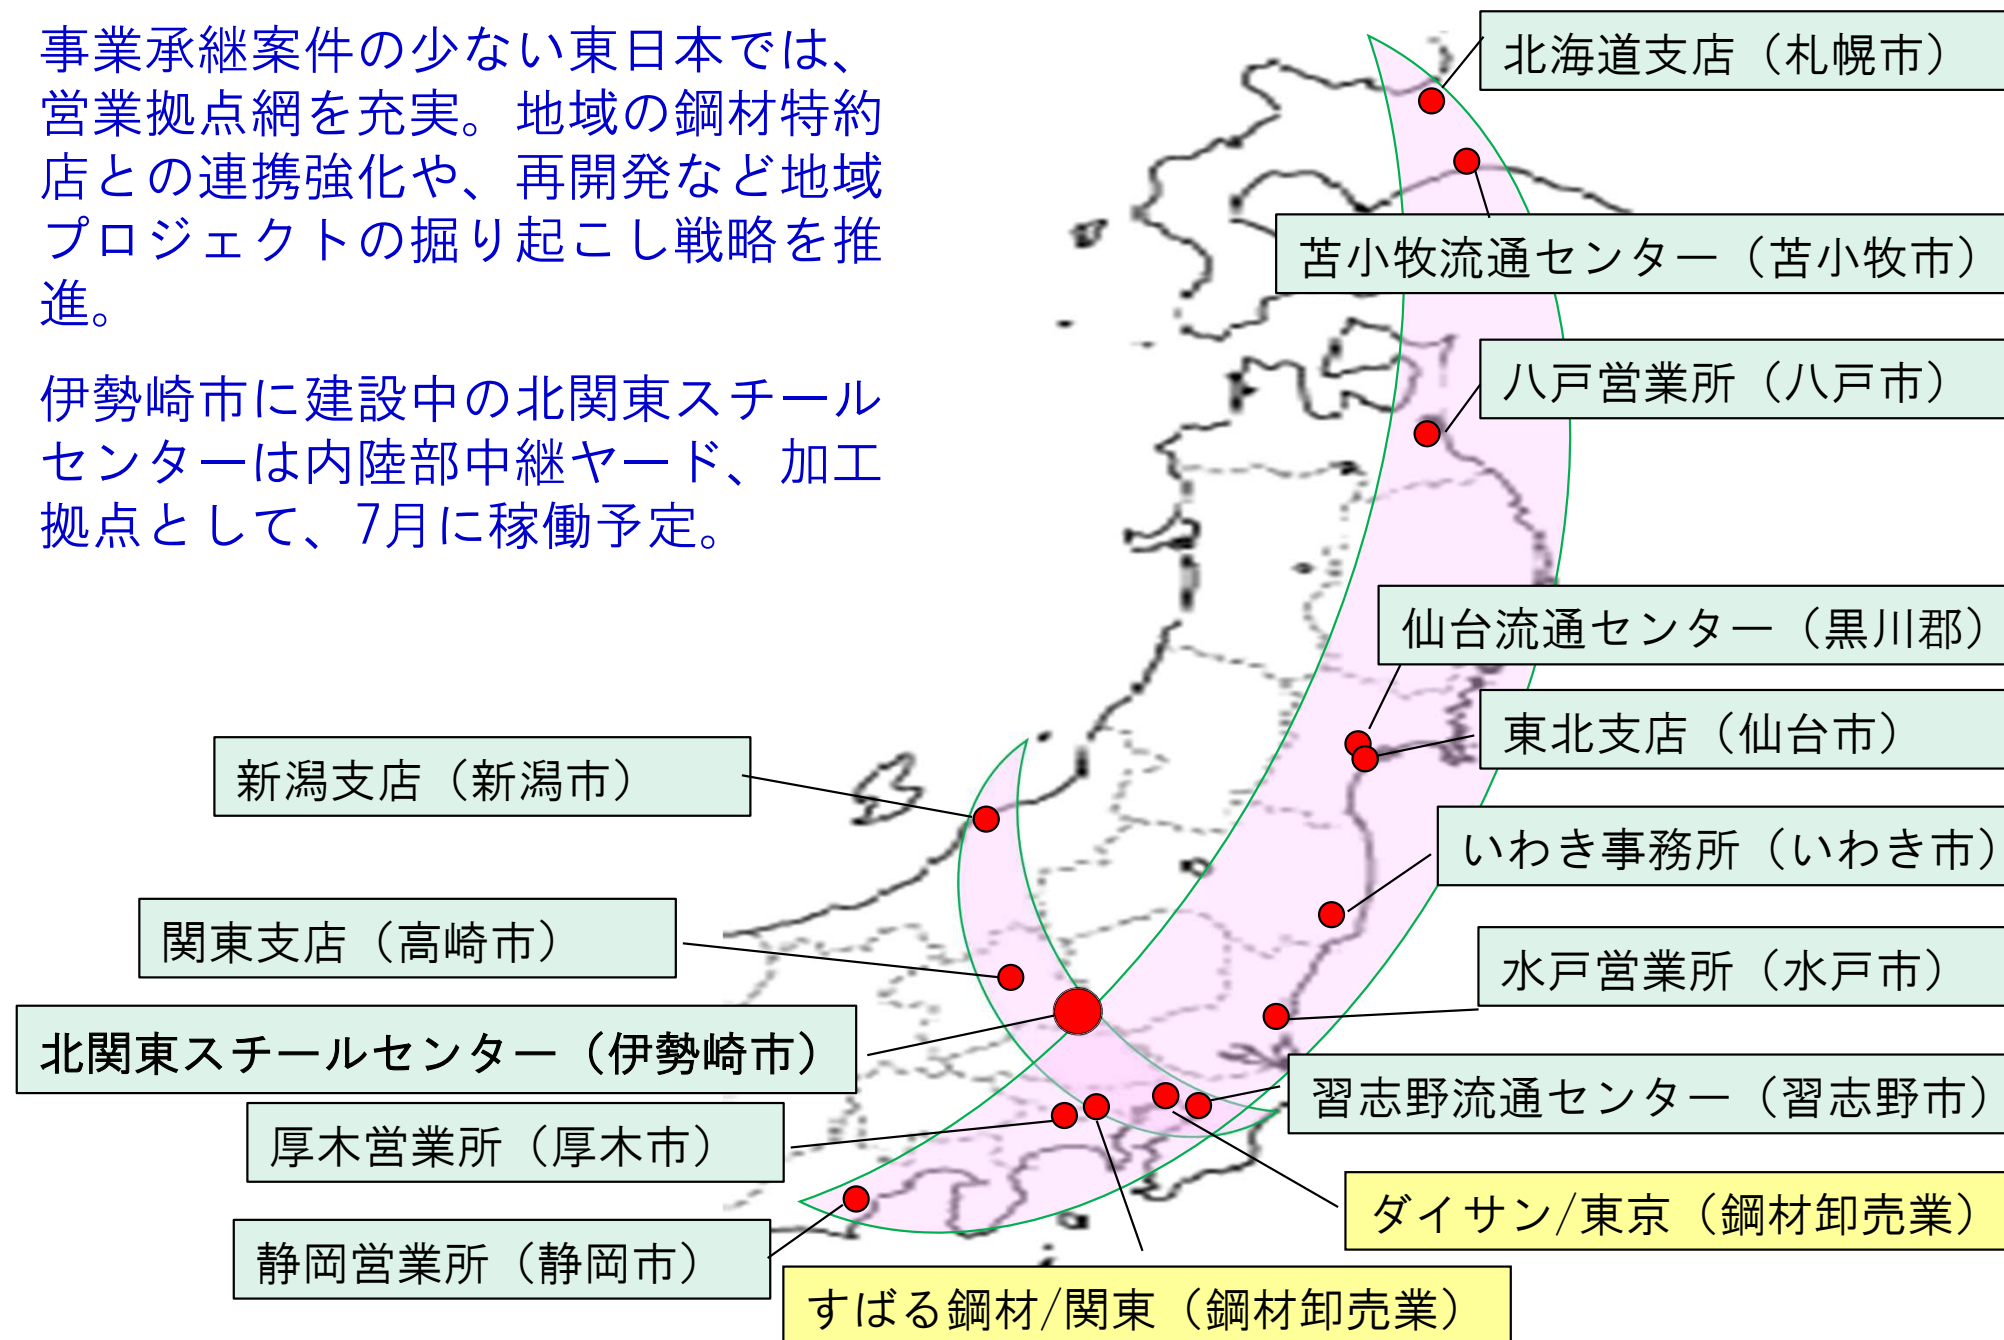 事業承継案件の少ない東日本では、
営業拠点網を充実。地域の鋼材特約
店との連携強化や、再開発など地域
プロジェクトの掘り起こし戦略を推
進。
伊勢崎市に建設中の北関東スチール
センターは内陸部中継ヤード、加工
拠点として、7月に稼働予定。
北海道支店（札幌市）
苫小牧流通センター（苫小牧市）
八戸営業所（八戸市）
仙台流通センター（黒川郡）
東北支店（仙台市）
新潟支店（新潟市）
いわき事務所（いわき市）
関東支店（高崎市）
水戸営業所（水戸市）
北関東スチールセンター（伊勢崎市）
習志野流通センター（習志野市）
厚木営業所（厚木市）
ダイサン/東京（鋼材卸売業）
静岡営業所（静岡市）
すばる鋼材/関東（鋼材卸売業）